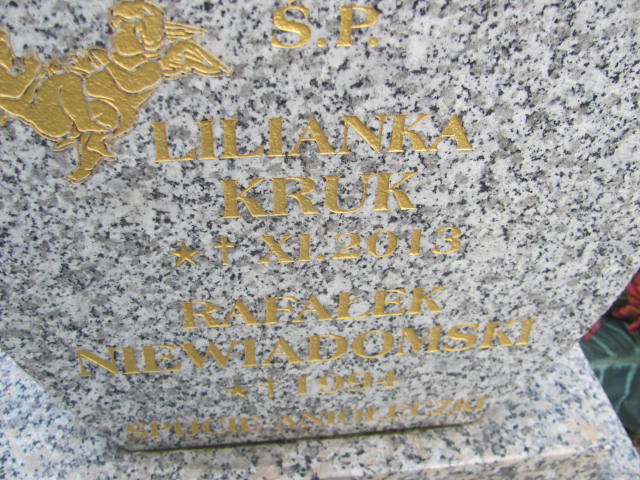 Ś.P.
LILIANKA
KRUK
★ † XI.2013
RAFAŁEK
NIEWIADOMSKI
★ † 1994
ŚPIJCIE ANIOŁECZKI